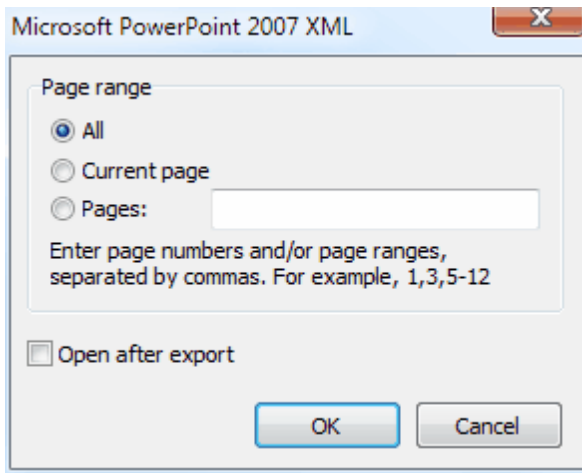 Microsoft PowerPoint 2007 XML
Page range
All
Current page
Pages:
Enter page numbers and/or page ranges,
separated by commas. For example, 1,3,5-12
Open after export
OK Cancel